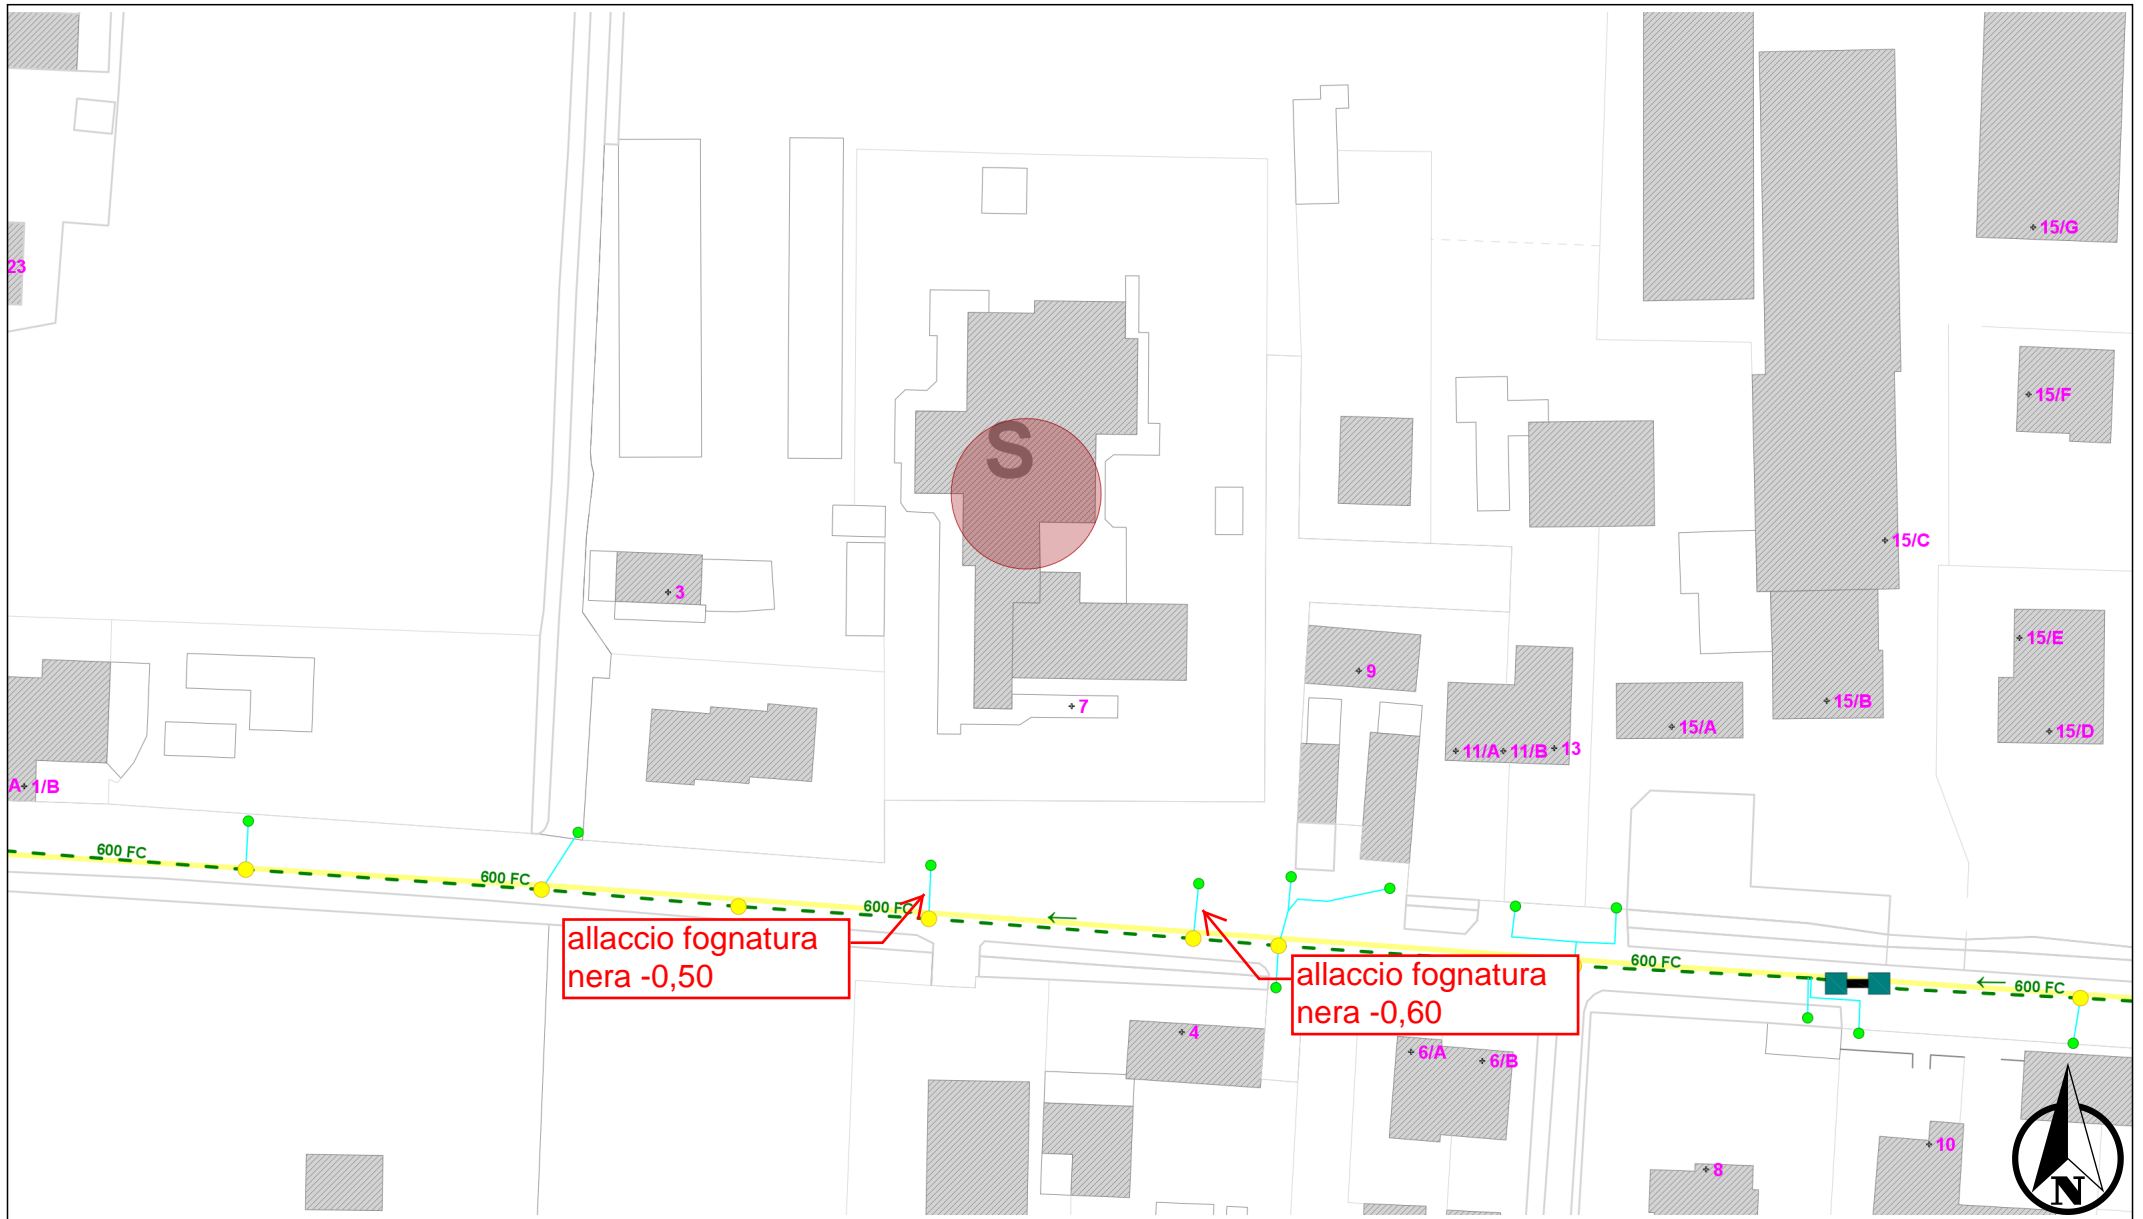 15/G
23
15/F
S
15/C
3
15/E
9
7
15/B
15/A
15/D
11/A
11/B
13
A
1/B
600 FC
600 FC
600 FC
allaccio fognatura
nera -0,50
allaccio fognatura
nera -0,60
600 FC
600 FC
4
6/A
6/B
10
8
N